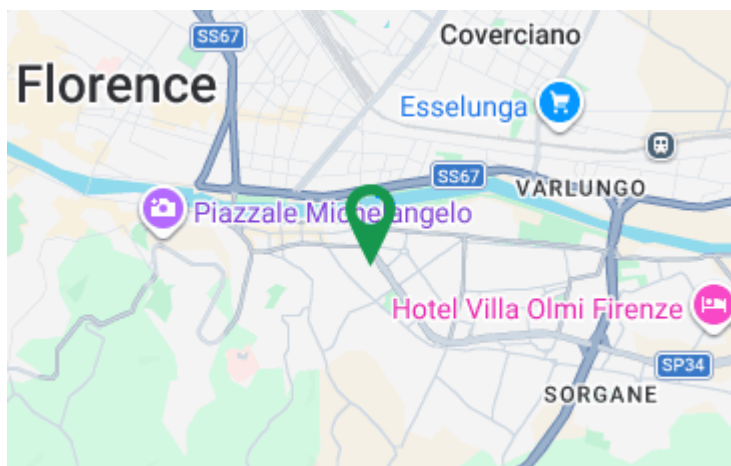 SS67
Coverciano
Florence
Esselunga
SS67
VARLUNGO
Piazzale Michelangelo
Hotel Villa Olmi Firenze
SP34
SORGANE